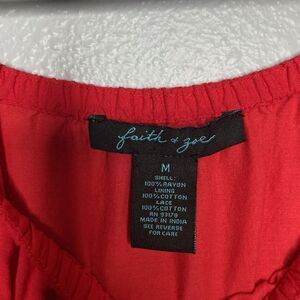 faith & zoe
M
SHELL:
100% RAYON
LINING
100% COTTON
LACE
100% COTTON
RN 93170
MADE IN INDIA
SEE REVERSE
FOR CARE